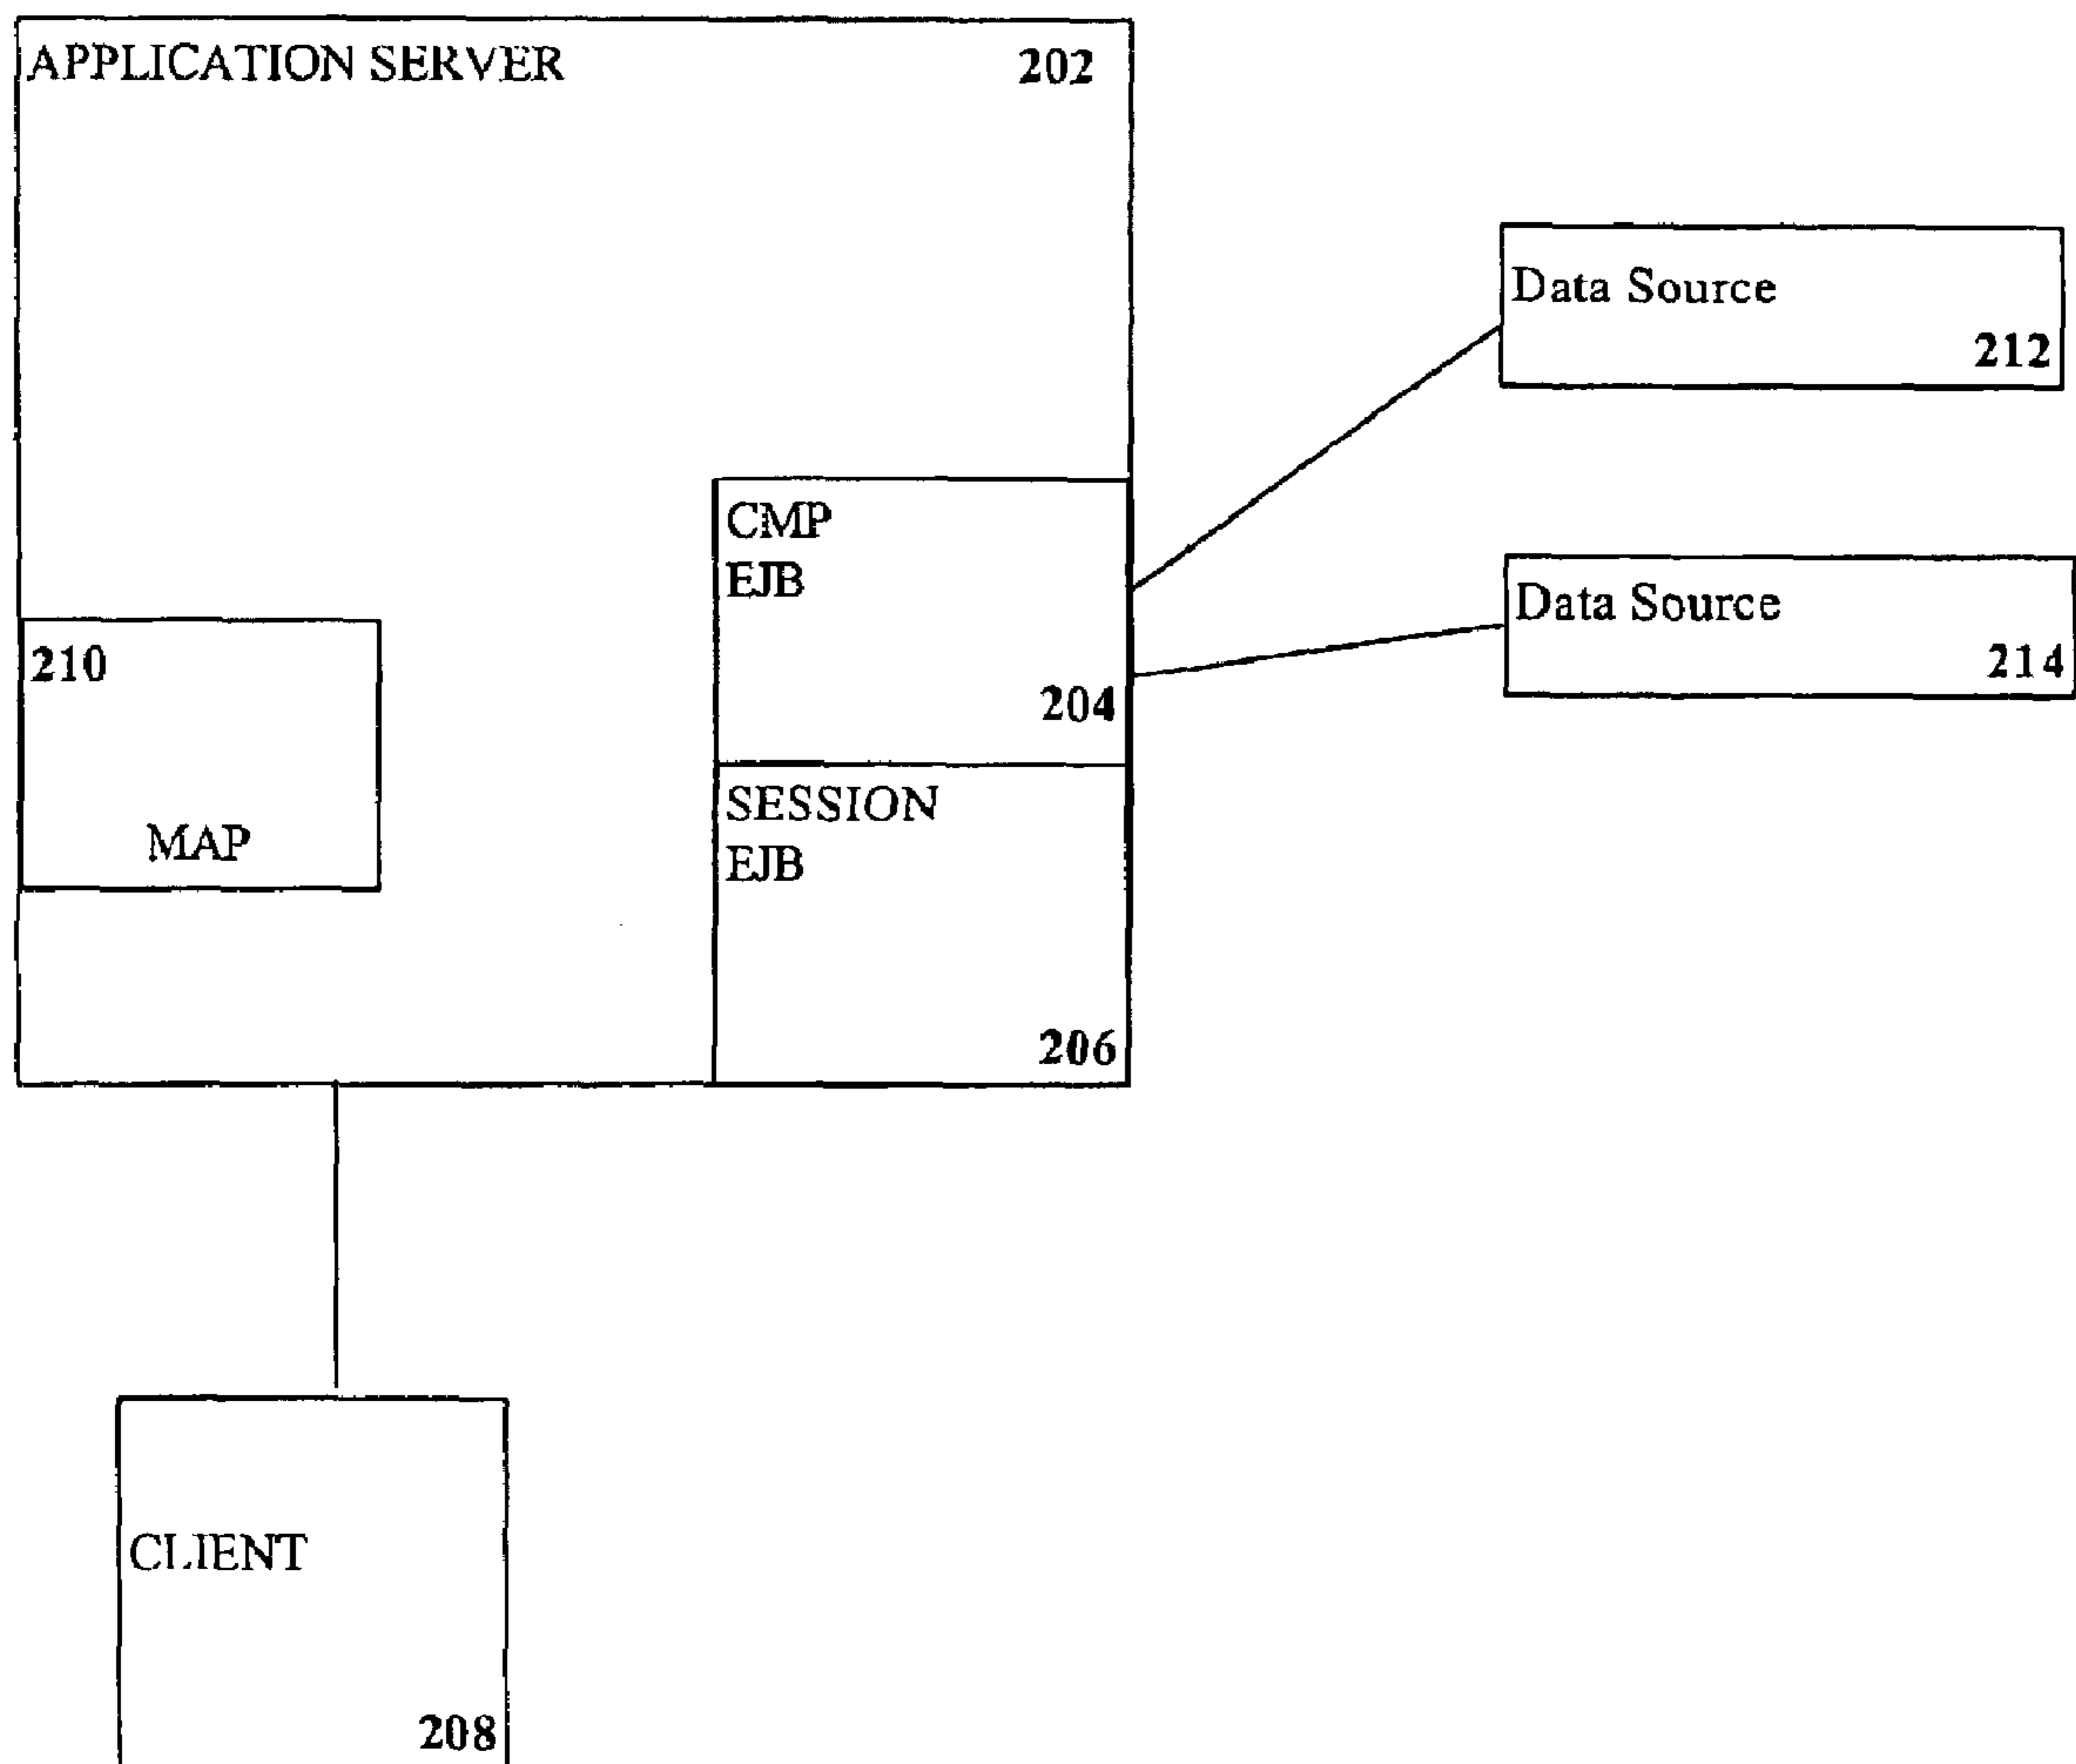 APPLICATION SERVER 202
Data Source
212
CMP
EJB
204
Data Source
214
210
MAP
SESSION
EJB
206
CLIENT
208